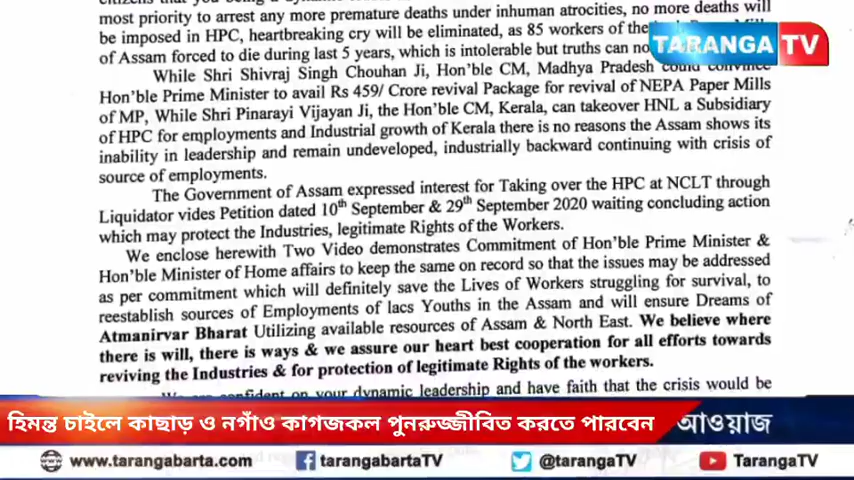 citizens that you being a dynamic
most priority to arrest any more premature deaths under inhuman atrocities, no more deaths will
be imposed in HPC, heartbreaking cry will be eliminated, as 85 workers of the
of Assam forced to die during last 5 years, which is intolerable but truths can no
While Shri Shivraj Singh Chouhan Ji, Hon'ble CM, Madhya Pradesh could convince
Hon'ble Prime Minister to avail Rs 459/ Crore revival Package for revival of NEPA Paper Mills
of MP, While Shri Pinarayi Vijayan Ji, the Hon'ble CM, Kerala, can takeover HNL a Subsidiary
of HPC for employments and Industrial growth of Kerala there is no reasons the Assam shows its
inability in leadership and remain undeveloped, industrially backward continuing with crisis of
source of employments.
The Government of Assam expressed interest for Taking over the HPC at NCLT through
Liquidator vides Petition dated 10th September & 29th September 2020 waiting concluding action
which may protect the Industries, legitimate Rights of the Workers.
We enclose herewith Two Video demonstrates Commitment of Hon'ble Prime Minister &
Hon'ble Minister of Home affairs to keep the same on record so that the issues may be addressed
as per commitment which will definitely save the Lives of Workers struggling for survival, to
reestablish sources of Employments of lacs Youths in the Assam and will ensure Dreams of
Atmanirvar Bharat Utilizing available resources of Assam & North East. We believe where
there is will, there is ways & we assure our heart best cooperation for all efforts towards
reviving the Industries & for protection of legitimate Rights of the workers.
We are confident on your dynamic leadership and have faith that the crisis would be
TARANGA TV
হিমন্ত চাইলে কাছাড় ও নগাঁও কাগজকল পুনরুজ্জীবিত করতে পারবেন
আওয়াজ
www.tarangabarta.com
tarangabartaTV
@tarangTV
TarangaTV